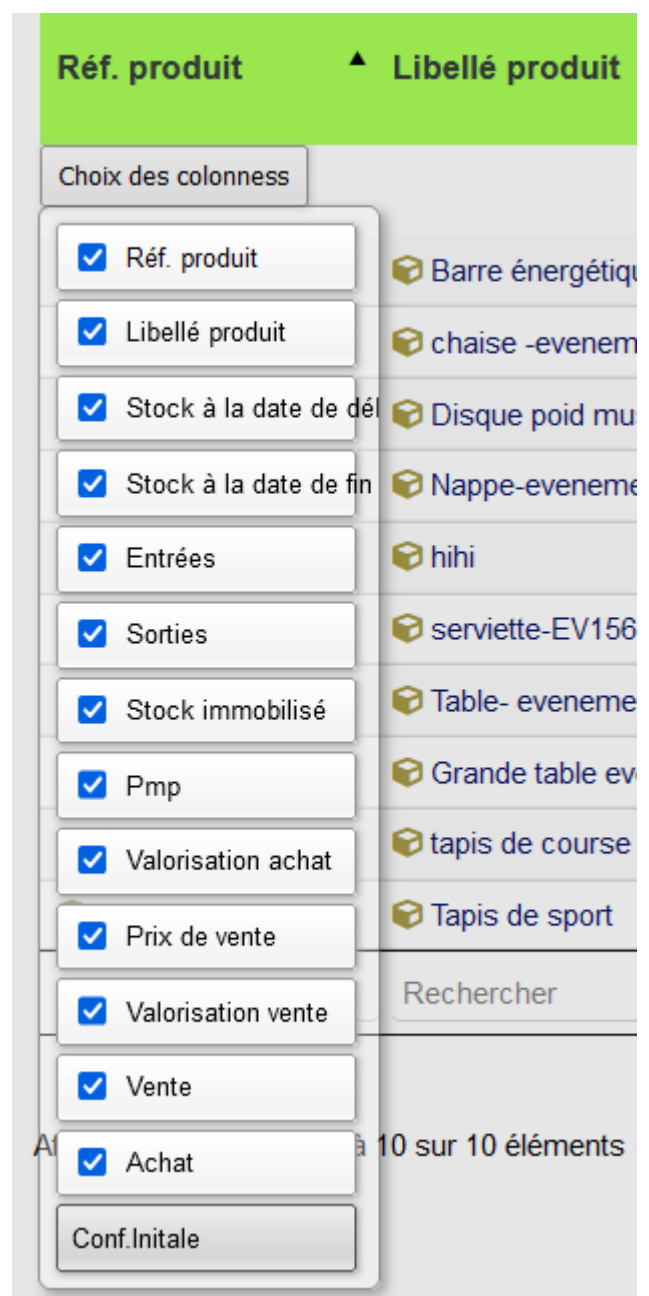 Réf. produit Libellé produit
Choix des colonness
Réf. produit
Barre énergétiqu
Libellé produit
chaise -evenem
Stock à la date de dél
Disque poid mu
Stock à la date de fin
Nappe-eveneme
Entrées
hihi
Sorties
serviette-EV156
Stock immobilisé
Table- eveneme
Pmp
Grande table ev
Valorisation achat
tapis de course
Prix de vente
Tapis de sport
Valorisation vente
Rechercher
Vente
Achat
à 10 sur 10 éléments
Conf.Initale